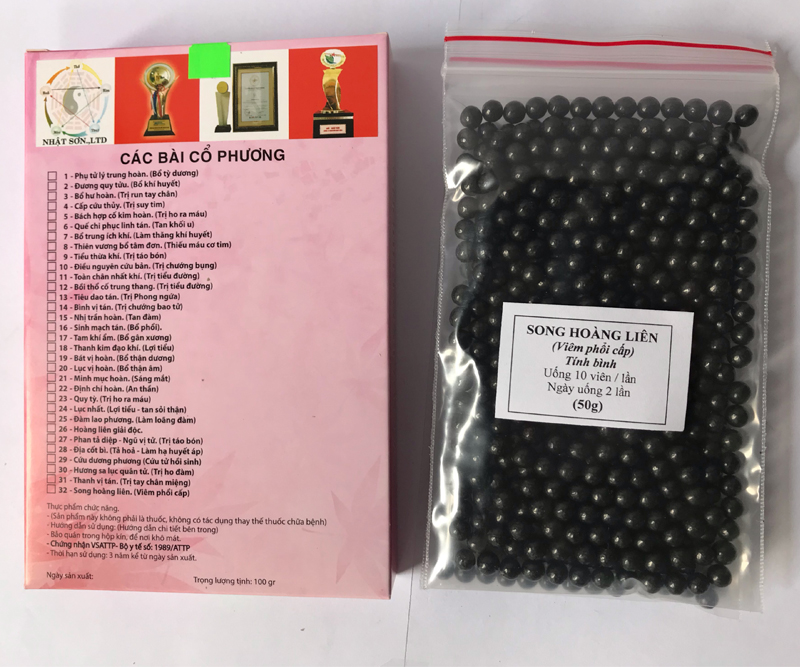 NHẬT SƠN.,LTD
CÁC BÀI CỔ PHƯƠNG
1 - Phụ tử lý trung hoàn. (Bổ tỳ dương)
2 - Đương quy tửu. (Bổ khí huyết)
3 - Bổ hư hoàn. (Trị run tay chân)
4 - Cấp cứu thủy. (Trị suy tim)
5 - Bách hợp cố kim hoàn. (Trị ho ra máu)
6 - Quế chi phục linh tán. (Tan khối u)
7 - Bổ trung ích khí. (Làm thăng khí huyết)
8 - Thiên vương bổ tâm đơn. (Thiếu máu cơ tim)
9 - Tiểu thừa khí. (Trị táo bón)
10 - Điều nguyên cứu bản. (Trị chướng bụng)
11 - Toàn chân nhất khí. (Trị tiểu đường)
12 - Bồi thổ cố trung thang. (Trị tiểu đường)
13 - Tiêu dao tán. (Trị Phong ngứa)
14 - Bình vị tán. (Trị chướng bao tử)
15 - Nhị trần hoàn. (Tan đàm)
16 - Sinh mạch tán. (Bổ phổi).
17 - Tam khí ẩm. (Bổ gân xương)
18 - Thanh kim đạo khí. (Lợi tiểu)
19 - Bát vị hoàn. (Bổ thận dương)
20 - Lục vị hoàn. (Bổ thận âm)
21 - Minh mục hoàn. (Sáng mắt)
22 - Định chí hoàn. (An thần)
23 - Quy tỳ. (Trị ho ra máu)
24 - Lục nhất. (Lợi tiểu - tan sỏi thận)
25 - Đàm lao phương. (Làm loãng đàm)
26 - Hoàng liên giải độc.
27 - Phan tả diệp - Ngũ vị tử. (Trị táo bón)
28 - Địa cốt bì. (Tả hoả - Làm hạ huyết áp)
29 - Cứu dương phương (Cứu tử hồi sinh)
30 - Hương sa lục quân tử. (Trị ho đàm)
31 - Thanh vị tán. (Trị tay chân miệng)
32 - Song hoàng liên. (Viêm phổi cấp)
Thực phẩm chức năng.
- (Sản phẩm này không phải là thuốc, không có tác dụng thay thế thuốc chữa bệnh)
- Hướng dẫn sử dụng: (Hướng dẫn chi tiết bên trong)
- Bảo quản trong hộp kín, để nơi khô mát.
- Chứng nhận VSATTP- Bộ y tế số: 1989/ATTP
- Thời hạn sử dụng: 3 năm kể từ ngày sản xuất.
Ngày sản xuất:
Trọng lượng tịnh: 100 gr
SONG HOÀNG LIÊN
(Viêm phổi cấp)
Tính bình
Uống 10 viên / lần
Ngày uống 2 lần
(50g)